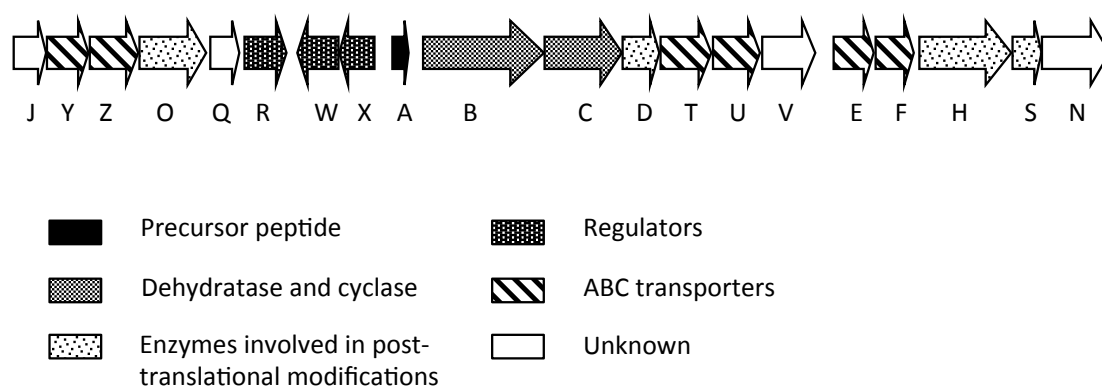 J Y Z O Q R W X A B C D T U V E F H S N
Precursor peptide
Regulators
Dehydratase and cyclase
ABC transporters
Enzymes involved in post-
translational modifications
Unknown